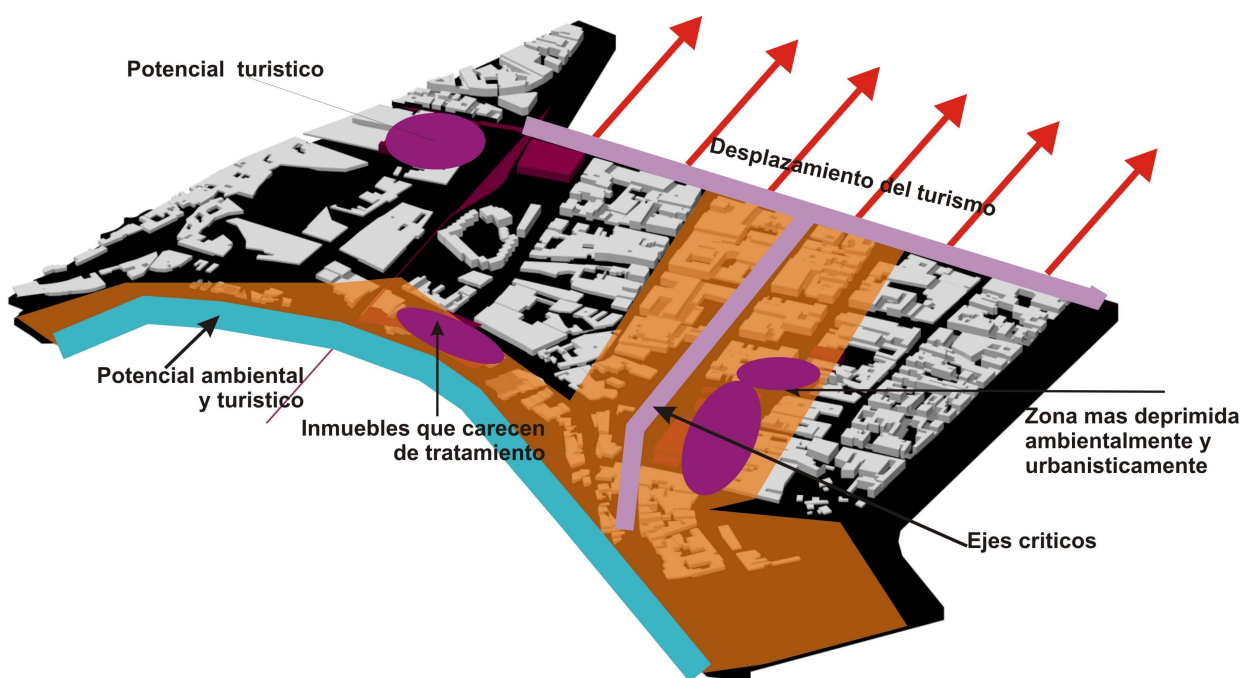 Potencial turistico
Desplazamiento del turismo
Potencial ambiental
y turistico
Inmuebles que carecen
de tratamiento
Zona mas deprimida
ambientalmente y
urbanisticamente
Ejes criticos